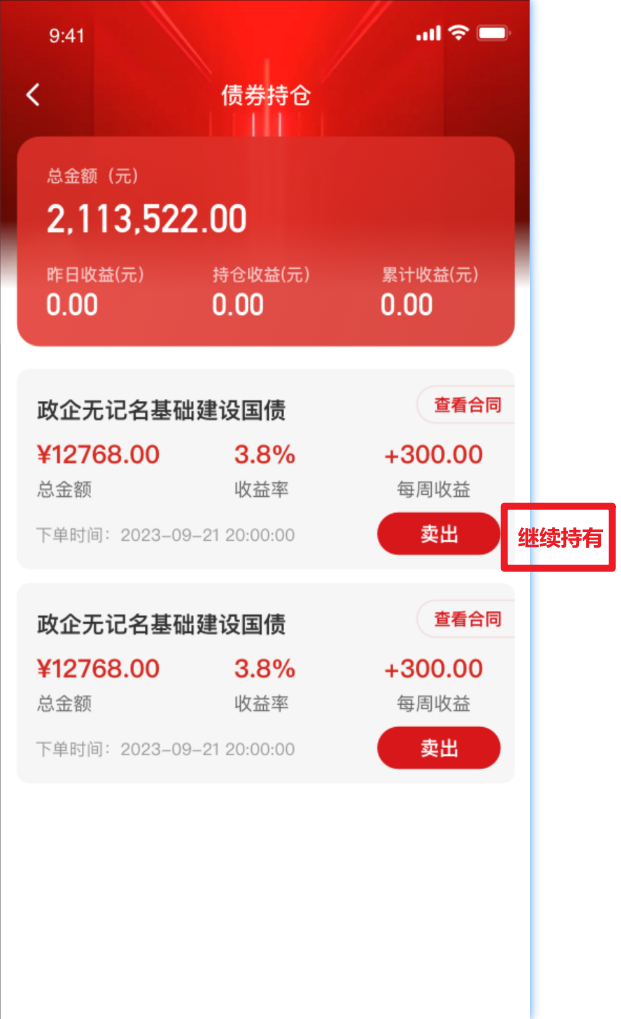 9:41
债券持仓
总金额（元）
2,113,522.00
昨日收益(元) 持仓收益(元) 累计收益(元)
0.00 0.00 0.00
政企无记名基础建设国债 查看合同
¥12768.00 3.8% +300.00
总金额 收益率 每周收益
下单时间：2023-09-21 20:00:00 卖出 继续持有
政企无记名基础建设国债 查看合同
¥12768.00 3.8% +300.00
总金额 收益率 每周收益
下单时间：2023-09-21 20:00:00 卖出